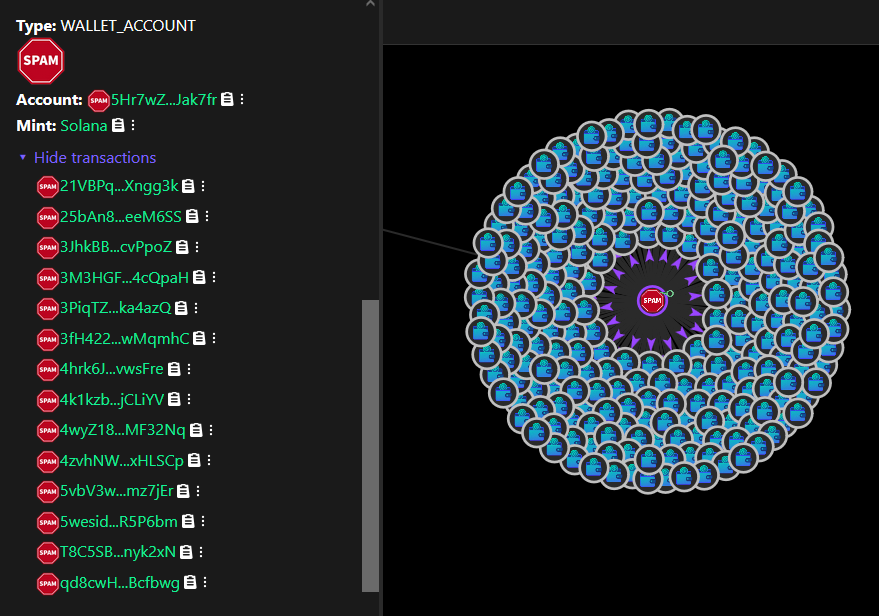 Type: WALLET_ACCOUNT
SPAM
Account: SPAM 5Hr7wZ...Jak7fr
Mint: Solana
Hide transactions
SPAM 21VBPq...Xngg3k
SPAM 25bAn8...eeM6SS
SPAM 3JhkBB...cvPpoZ
SPAM 3M3HGF...4cQpaH
SPAM 3PiqTZ...ka4azQ
SPAM 3fH422...wMqmhC
SPAM 4hrk6J...vwsFre
SPAM 4k1kzb...jCLiYV
SPAM 4wyZ18...MF32Nq
SPAM 4zvhNW...xHLSCp
SPAM 5vbV3w...mz7jEr
SPAM 5wesid...R5P6bm
SPAM T8C5SB...nyk2xN
SPAM qd8cwH...Bcfbwg
SPAM